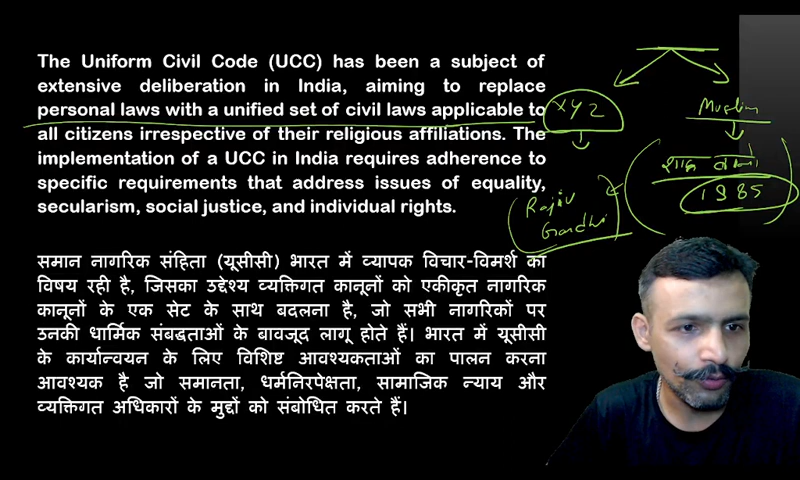 The Uniform Civil Code (UCC) has been a subject of
extensive deliberation in India, aiming to replace
personal laws with a unified set of civil laws applicable to
all citizens irrespective of their religious affiliations. The
implementation of a UCC in India requires adherence to
specific requirements that address issues of equality,
secularism, social justice, and individual rights.
समान नागरिक संहिता (यूसीसी) भारत में व्यापक विचार-विमर्श का
विषय रही है, जिसका उद्देश्य व्यक्तिगत कानूनों को एकीकृत नागरिक
कानूनों के एक सेट के साथ बदलना है, जो सभी नागरिकों पर
उनकी धार्मिक संबद्धताओं के बावजूद लागू होते हैं। भारत में यूसीसी
के कार्यान्वयन के लिए विशिष्ट आवश्यकताओं का पालन करना
आवश्यक है जो समानता, धर्मनिरपेक्षता, सामाजिक न्याय और
व्यक्तिगत अधिकारों के मुद्दों को संबोधित करते हैं।
XYZ
Muslim
1985
Rajiv
Gandhi